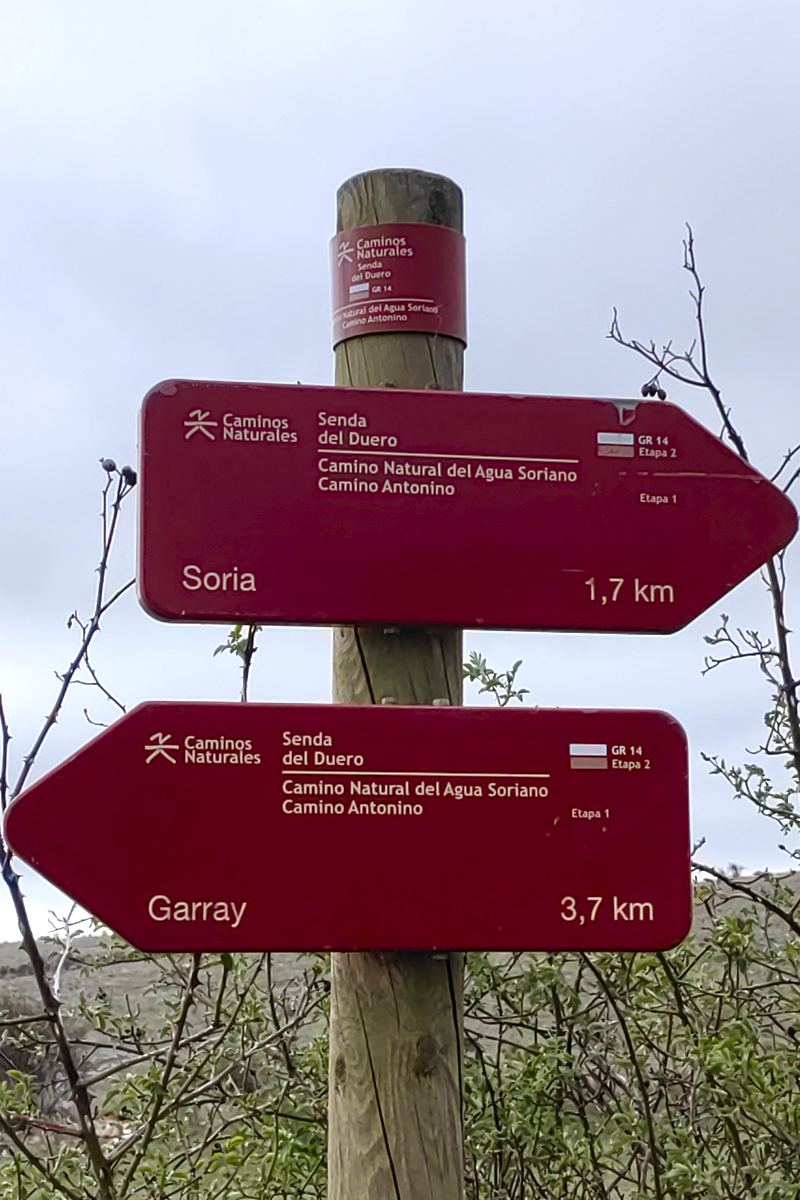 Caminos
Naturales
Senda
del Duero
GR 14
Natural del Agua Soriano
Camino Antonino
Caminos
Naturales
Senda
del Duero
Camino Natural del Agua Soriano
Camino Antonino
GR 14
Etapa 2
Etapa 1
Soria
1,7 km
Caminos
Naturales
Senda
del Duero
Camino Natural del Agua Soriano
Camino Antonino
GR 14
Etapa 2
Etapa 1
Garray
3,7 km